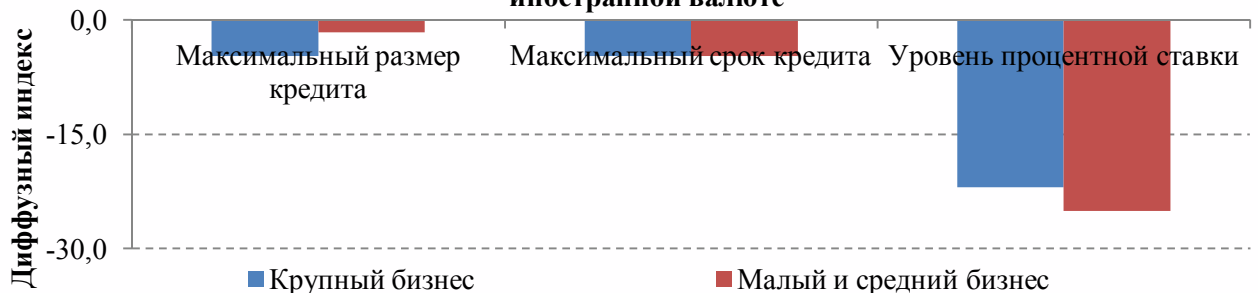 иностранной валюте
0,0
Максимальный размер
кредита
Максимальный срок кредита
Уровень процентной ставки
-15,0
-30,0
Диффузный индекс
Крупный бизнес
Малый и средний бизнес